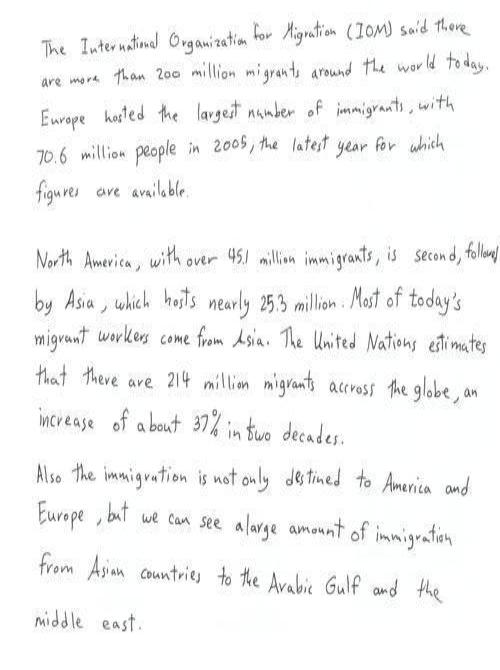 The International Organization for Migration (IOM) said there
are more than 200 million migrants around the world today.
Europe hosted the largest number of immigrants, with
70.6 million people in 2005, the latest year for which
figures are available.
North America, with over 45.1 million immigrants, is second, followed
by Asia, which hosts nearly 25.3 million. Most of today's
migrant workers come from Asia. The United Nations estimates
that there are 214 million migrants accross the globe, an
increase of about 37% in two decades.
Also the immigration is not only destined to America and
Europe, but we can see a large amount of immigration
from Asian countries to the Arabic Gulf and the
middle east.